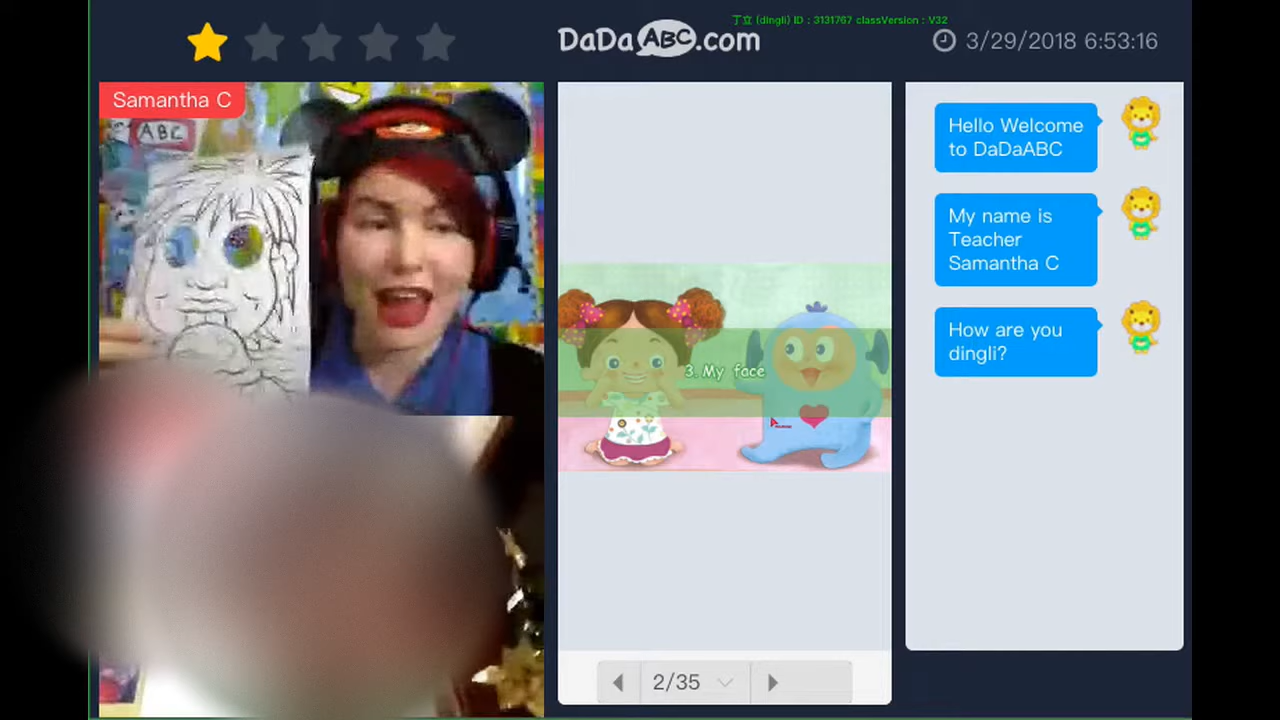 丁立 (dingli) ID : 3131767 classVersion : V32
DaDaABC.com
3/29/2018 6:53:16
Samantha C
ABC
3. My face
Hello Welcome
to DaDaABC
My name is
Teacher
Samantha C
How are you
dingli?
2/35